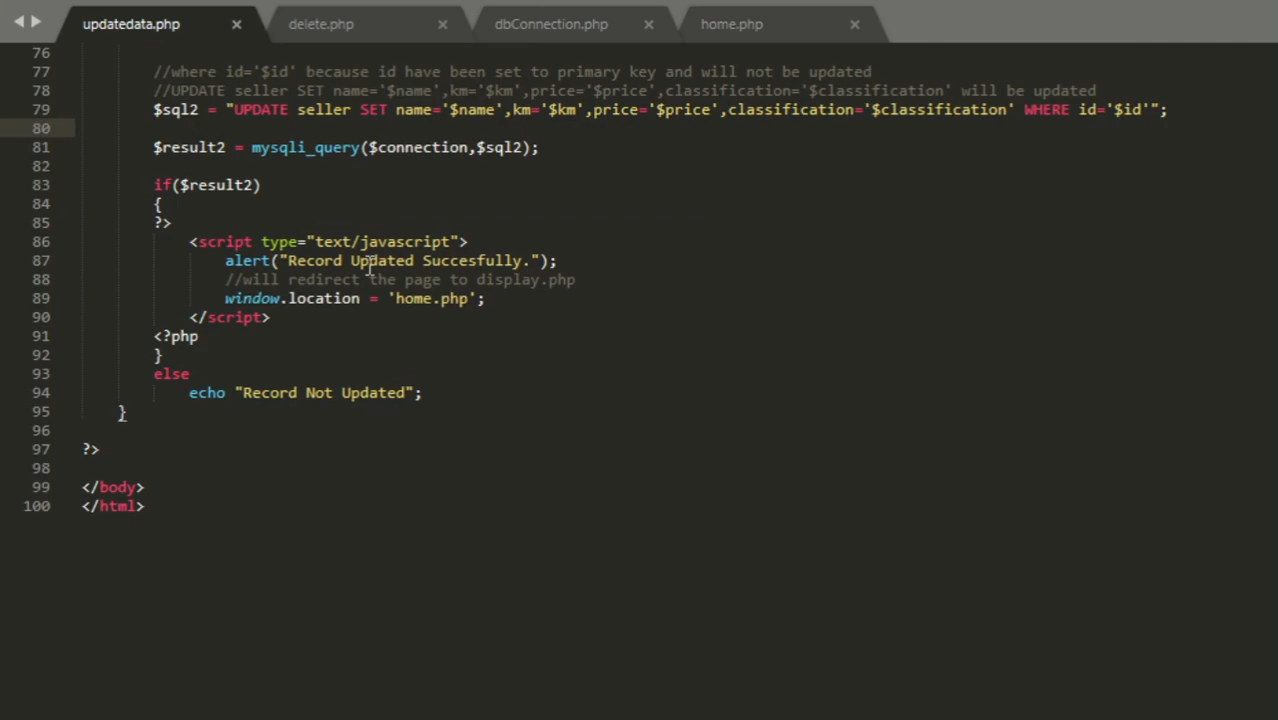 updatedata.php × delete.php × dbConnection.php × home.php ×
76
77 //where id='$id' because id have been set to primary key and will not be updated
78 //UPDATE seller SET name='$name',km='$km',price='$price',classification='$classification' will be updated
79 $sql2 = "UPDATE seller SET name='$name',km='$km',price='$price',classification='$classification' WHERE id='$id'";
80
81 $result2 = mysqli_query($connection,$sql2);
82
83 if($result2)
84 {
85 ?>
86 <script type="text/javascript">
87 alert("Record Updated Succesfully.");
88 //will redirect the page to display.php
89 window.location = 'home.php';
90 </script>
91 <?php
92 }
93 else
94 echo "Record Not Updated";
95 }
96
97 ?>
98
99 </body>
100 </html>